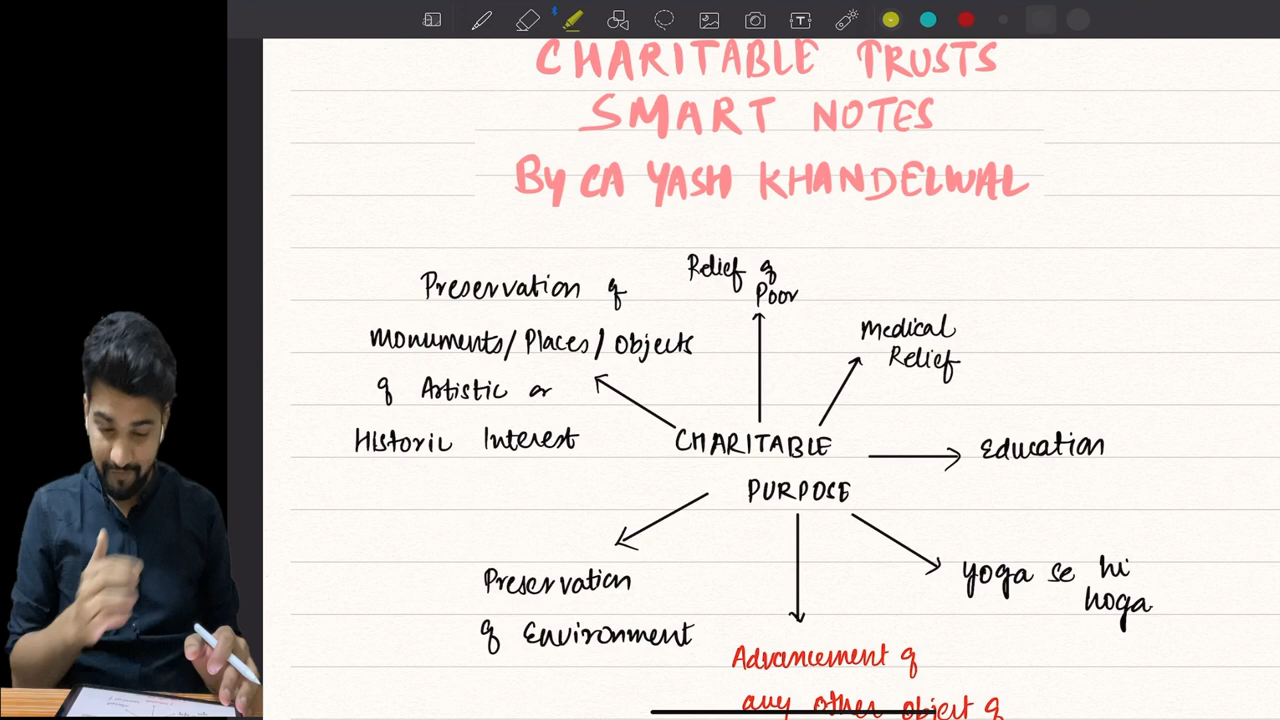 CHARITABLE TRUSTS
SMART NOTES
By CA YASH KHANDELWAL
Relief of
Poor
Preservation of
Monuments/Places/Objects
of Artistic or
Historic Interest
Medical
Relief
CHARITABLE
PURPOSE
Education
Yoga se hi
hoga
Preservation
of Environment
Advancement of
any other object of